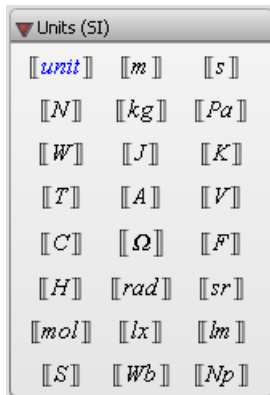 Units (SI)
⟦unit⟧ ⟦m⟧ ⟦s⟧
⟦N⟧ ⟦kg⟧ ⟦Pa⟧
⟦W⟧ ⟦J⟧ ⟦K⟧
⟦T⟧ ⟦A⟧ ⟦V⟧
⟦C⟧ ⟦Ω⟧ ⟦F⟧
⟦H⟧ ⟦rad⟧ ⟦sr⟧
⟦mol⟧ ⟦lx⟧ ⟦lm⟧
⟦S⟧ ⟦Wb⟧ ⟦Np⟧